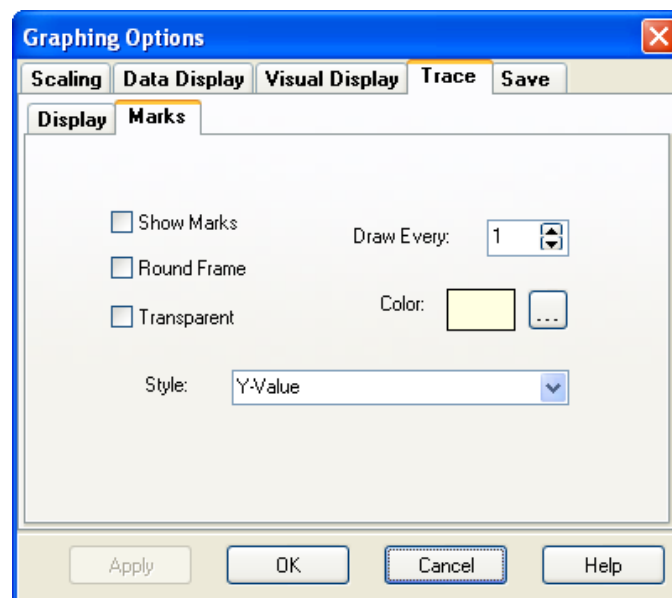 Graphing Options
Scaling Data Display Visual Display Trace Save
Display Marks
Show Marks
Draw Every: 1
Round Frame
Color: ...
Transparent
Style: Y-Value
Apply OK Cancel Help